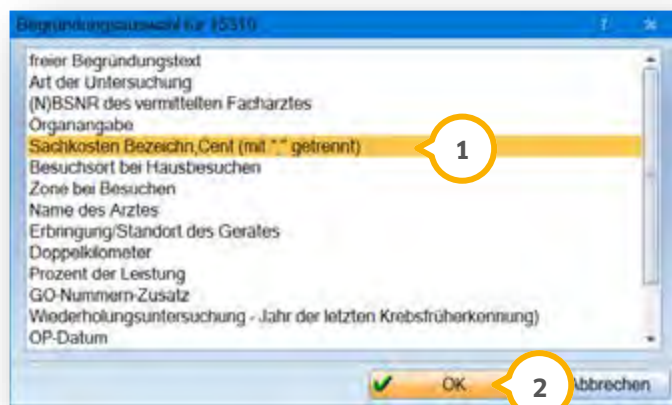 Begründungsauswahl für 15310
freier Begründungstext
Art der Untersuchung
(N)BSNR des vermittelten Facharztes
Organangabe
Sachkosten Bezeichn,Cent (mit "," getrennt)
1
Besuchsort bei Hausbesuchen
Zone bei Besuchen
Name des Arztes
Erbringung/Standort des Gerätes
Doppelkilometer
Prozent der Leistung
GO-Nummern-Zusatz
Wiederholungsuntersuchung - Jahr der letzten Krebsfrüherkennung)
OP-Datum
OK
2
Abbrechen